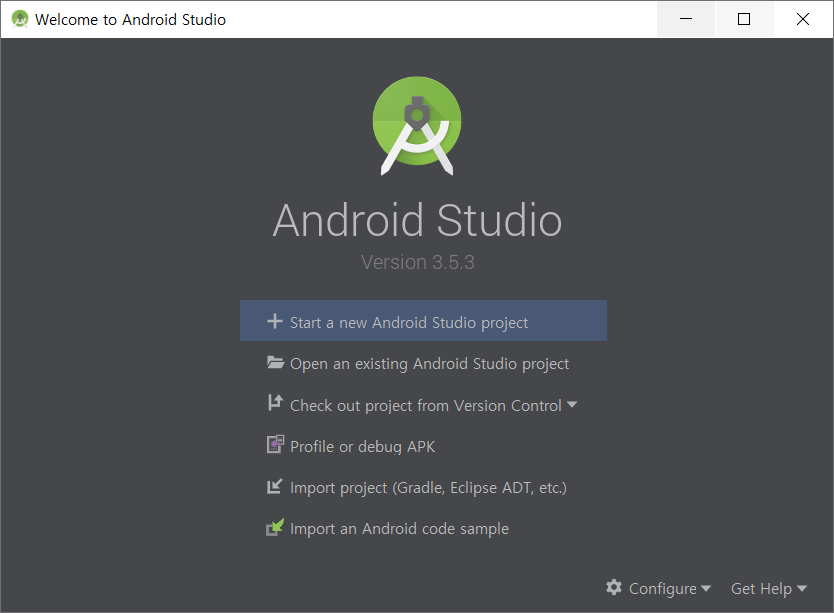 Welcome to Android Studio
Android Studio
Version 3.5.3
Start a new Android Studio project
Open an existing Android Studio project
Check out project from Version Control
Profile or debug APK
Import project (Gradle, Eclipse ADT, etc.)
Import an Android code sample
Configure Get Help